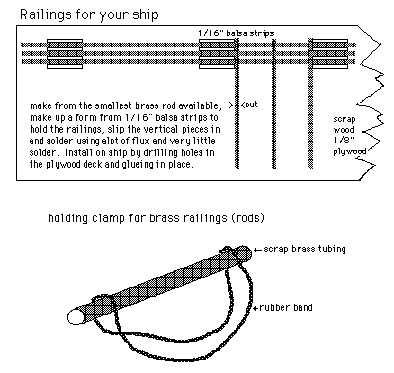 Railings for your ship
1/16" balsa strips
make from the smallest brass rod available,
make up a form from 1/16" balsa strips to
hold the railings, slip the vertical pieces in
and solder using alot of flux and very little
solder. Install on ship by drilling holes in
the plywood deck and glueing in place.
cut
scrap
wood
1/8"
plywood
holding clamp for brass railings (rods)
scrap brass tubing
rubber band